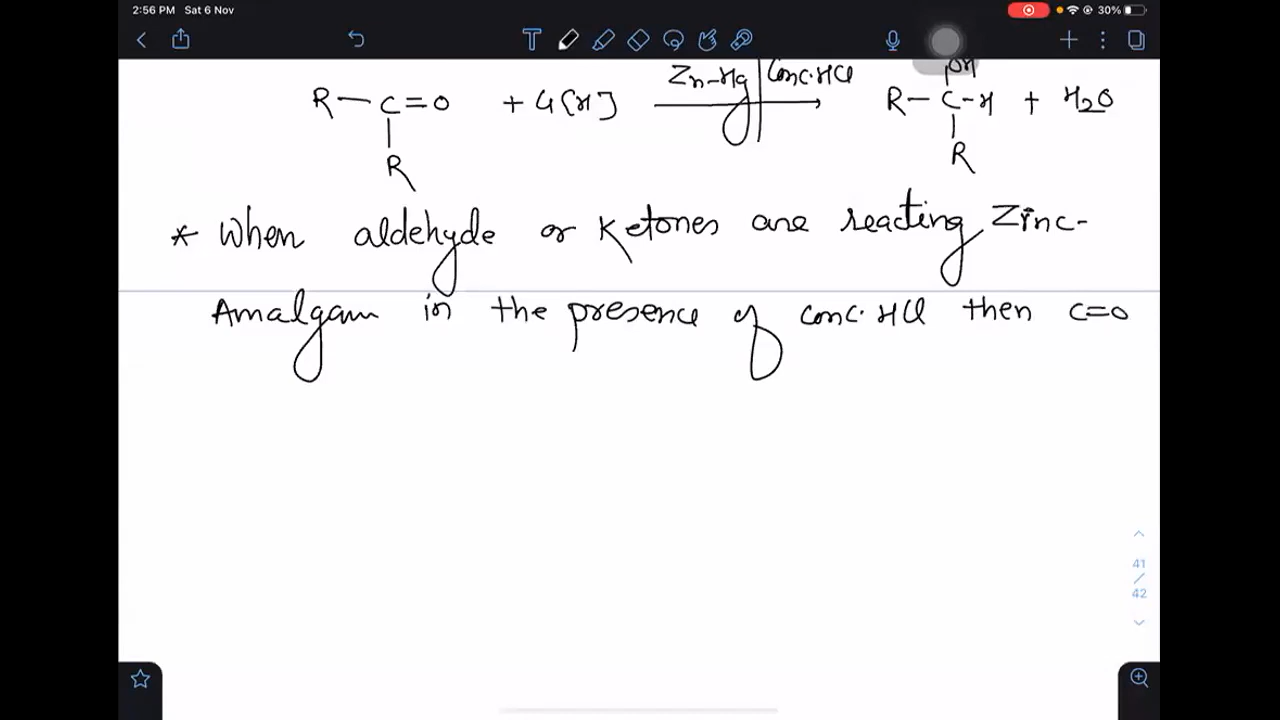 2:56 PM Sat 6 Nov
30%
T
Zn-Hg | Conc. HCl
OH
R — C = O + 4[H] → R — C - H + H2O
R
R
* When aldehyde or Ketones are reacting Zinc-
Amalgam in the presence of conc. HCl then C=O
41
/
42